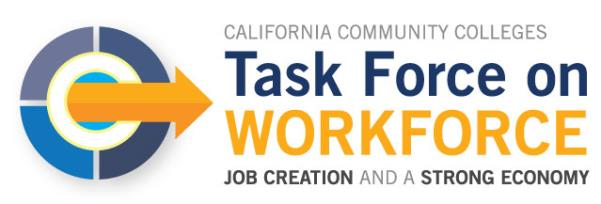 CALIFORNIA COMMUNITY COLLEGES
Task Force on
WORKFORCE
JOB CREATION AND A STRONG ECONOMY